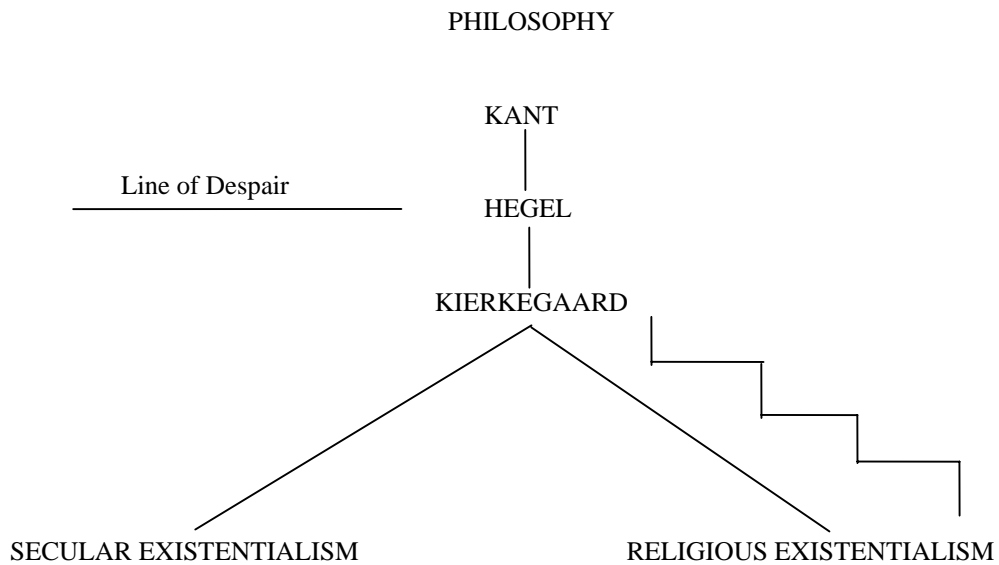 PHILOSOPHY
KANT
Line of Despair
HEGEL
KIERKEGAARD
SECULAR EXISTENTIALISM
RELIGIOUS EXISTENTIALISM